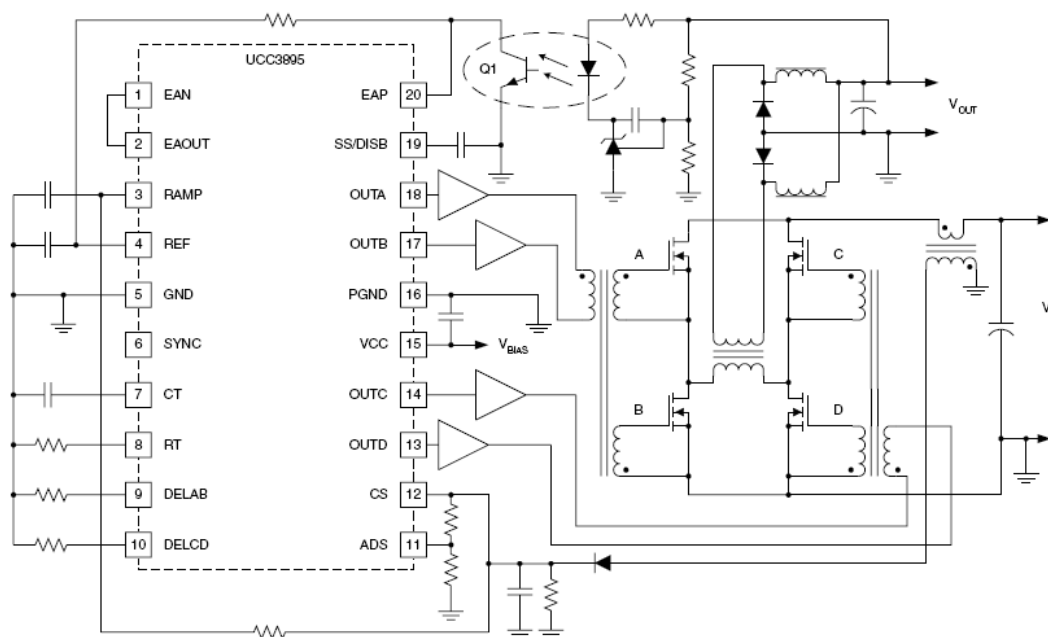 UCC3895
Q1
1 EAN
EAP 20
2 EAOUT
SS/DISB 19
3 RAMP
OUTA 18
4 REF
OUTB 17
5 GND
PGND 16
6 SYNC
VCC 15
7 CT
OUTC 14
8 RT
OUTD 13
9 DELAB
CS 12
10 DELCD
ADS 11
VBIAS
A
C
B
D
VOUT
V